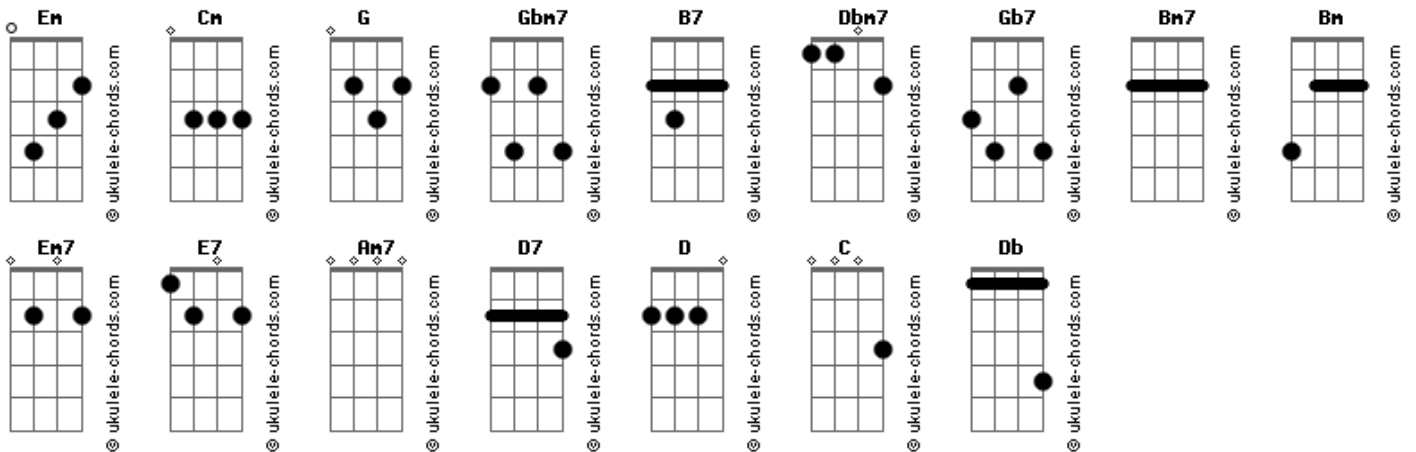 Em Cm G Gbm7 B7 Dbm7 Gb7 Bm7 Bm
© ukulele-chords.com © ukulele-chords.com © ukulele-chords.com © ukulele-chords.com © ukulele-chords.com © ukulele-chords.com © ukulele-chords.com © ukulele-chords.com © ukulele-chords.com
Em7 E7 Am7 D7 D C Db
© ukulele-chords.com © ukulele-chords.com © ukulele-chords.com © ukulele-chords.com © ukulele-chords.com © ukulele-chords.com © ukulele-chords.com